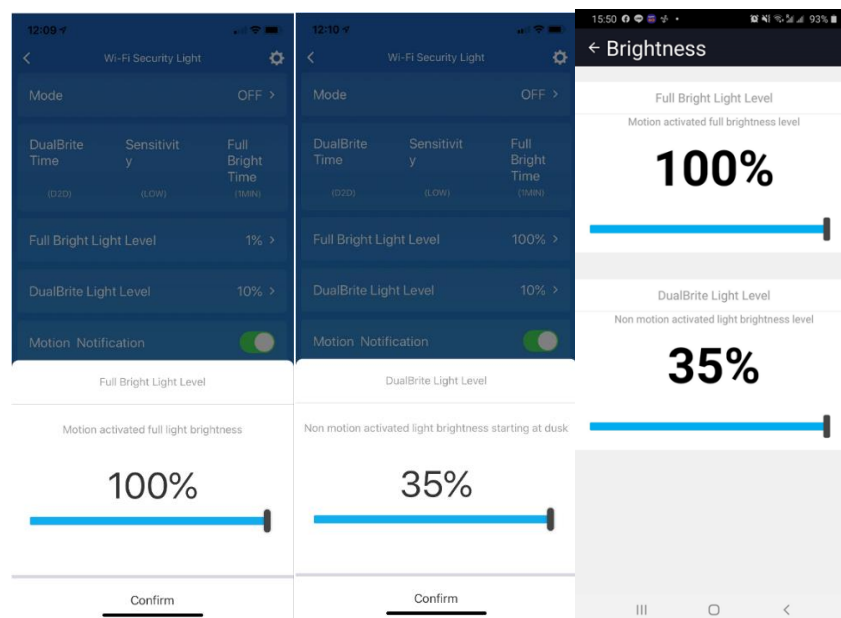 12:09
Wi-Fi Security Light
Mode OFF >
DualBrite Time
Sensitivit
y
Full Bright Time
(D2D) (LOW) (1MIN)
Full Bright Light Level 1% >
DualBrite Light Level 10% >
Motion Notification
Full Bright Light Level
Motion activated full light brightness
100%
Confirm
12:10
Wi-Fi Security Light
Mode OFF >
DualBrite Time
Sensitivit
y
Full Bright Time
(D2D) (LOW) (1MIN)
Full Bright Light Level 100% >
DualBrite Light Level 10% >
Motion Notification
DualBrite Light Level
Non motion activated light brightness starting at dusk
35%
Confirm
15:50 93%
← Brightness
Full Bright Light Level
Motion activated full brightness level
100%
DualBrite Light Level
Non motion activated light brightness level
35%